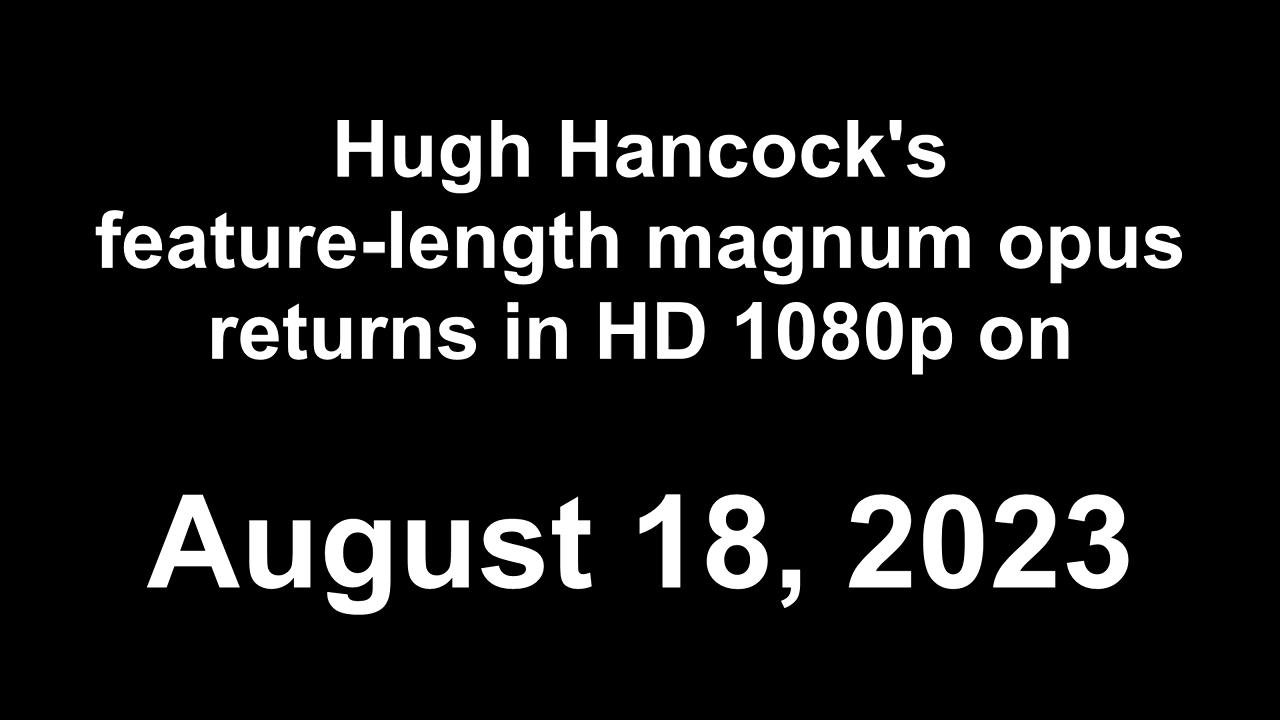 Hugh Hancock's
feature-length magnum opus
returns in HD 1080p on
August 18, 2023